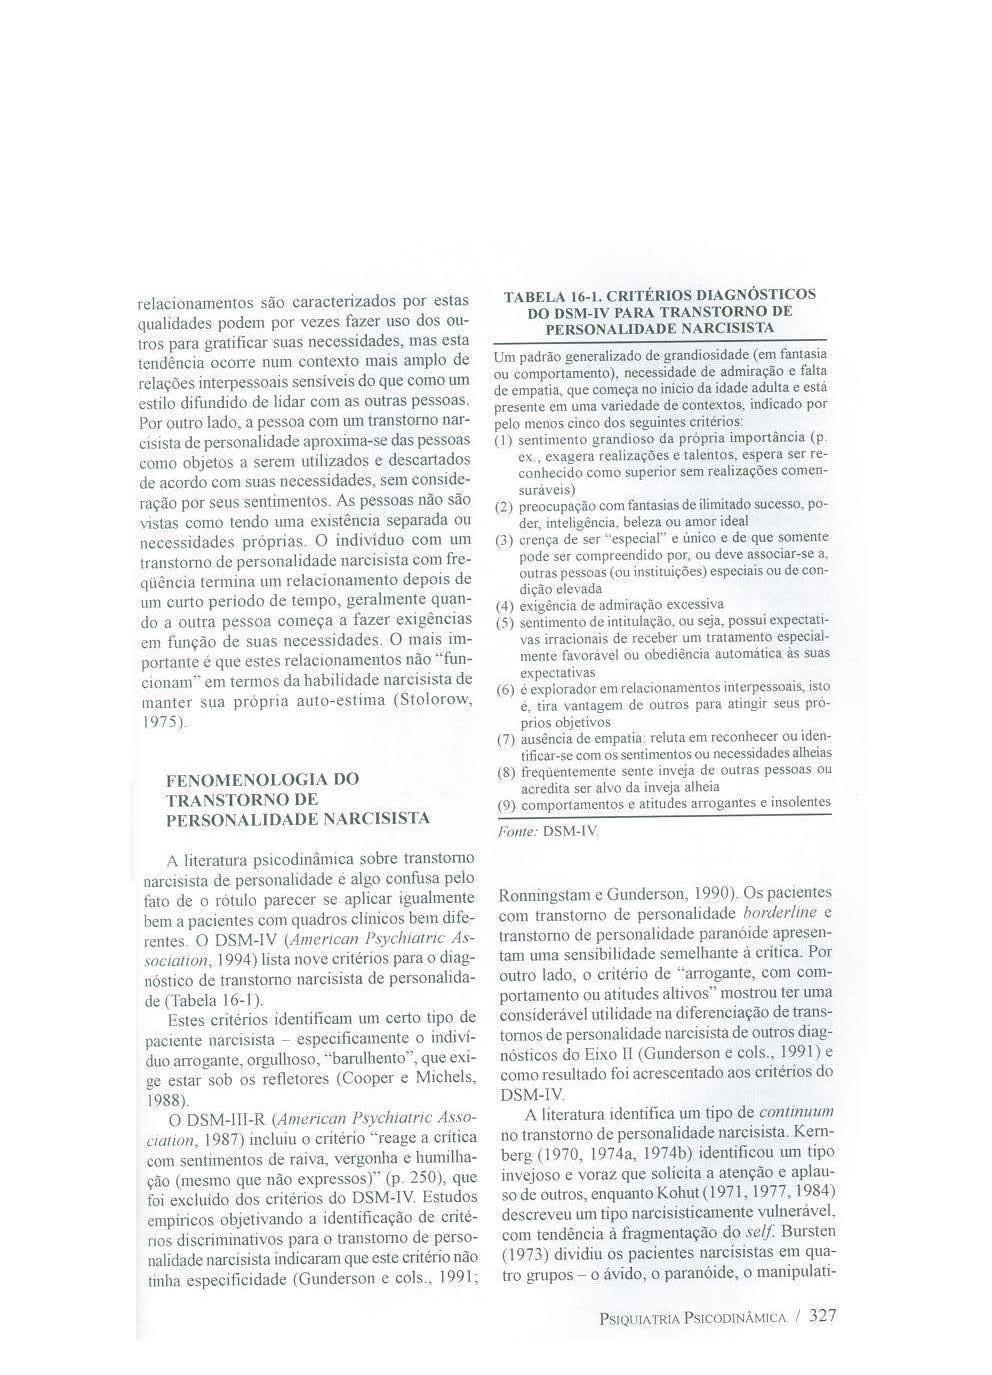 relacionamentos são caracterizados por estas
qualidades podem por vezes fazer uso dos ou-
tros para gratificar suas necessidades, mas esta
tendência ocorre num contexto mais amplo de
relações interpessoais sensíveis do que como um
estilo difundido de lidar com as outras pessoas.
Por outro lado, a pessoa com um transtorno nar-
cisista de personalidade aproxima-se das pessoas
como objetos a serem utilizados e descartados
de acordo com suas necessidades, sem conside-
ração por seus sentimentos. As pessoas não são
vistas como tendo uma existência separada ou
necessidades próprias. O indivíduo com um
transtorno de personalidade narcisista com fre-
qüência termina um relacionamento depois de
um curto período de tempo, geralmente quan-
do a outra pessoa começa a fazer exigências
em função de suas necessidades. O mais im-
portante é que estes relacionamentos não “fun-
cionam” em termos da habilidade narcisista de
manter sua própria auto-estima (Stolorow,
1975).
FENOMENOLOGIA DO
TRANSTORNO DE
PERSONALIDADE NARCISISTA
A literatura psicodinâmica sobre transtorno
narcisista de personalidade é algo confusa pelo
fato de o rótulo parecer se aplicar igualmente
bem a pacientes com quadros clínicos bem dife-
rentes. O DSM-IV (American Psychiatric As-
sociation, 1994) lista nove critérios para o diag-
nóstico de transtorno narcisista de personalida-
de (Tabela 16-1).
Estes critérios identificam um certo tipo de
paciente narcisista – especificamente o indiví-
duo arrogante, orgulhoso, “barulhento”, que exi-
ge estar sob os refletores (Cooper e Michels,
1988).
O DSM-III-R (American Psychiatric Asso-
ciation, 1987) incluiu o critério “reage a crítica
com sentimentos de raiva, vergonha e humilha-
ção (mesmo que não expressos)” (p. 250), que
foi excluído dos critérios do DSM-IV. Estudos
empíricos objetivando a identificação de crité-
rios discriminativos para o transtorno de perso-
nalidade narcisista indicaram que este critério não
tinha especificidade (Gunderson e cols., 1991;
TABELA 16-1. CRITÉRIOS DIAGNÓSTICOS
DO DSM-IV PARA TRANSTORNO DE
PERSONALIDADE NARCISISTA
Um padrão generalizado de grandiosidade (em fantasia
ou comportamento), necessidade de admiração e falta
de empatia, que começa no início da idade adulta e está
presente em uma variedade de contextos, indicado por
pelo menos cinco dos seguintes critérios:
(1) sentimento grandioso da própria importância (p.
ex., exagera realizações e talentos, espera ser re-
conhecido como superior sem realizações comen-
suráveis)
(2) preocupação com fantasias de ilimitado sucesso, po-
der, inteligência, beleza ou amor ideal
(3) crença de ser “especial” e único e de que somente
pode ser compreendido por, ou deve associar-se a,
outras pessoas (ou instituições) especiais ou de con-
dição elevada
(4) exigência de admiração excessiva
(5) sentimento de intitulação, ou seja, possui expectati-
vas irracionais de receber um tratamento especial-
mente favorável ou obediência automática às suas
expectativas
(6) é explorador em relacionamentos interpessoais, isto
é, tira vantagem de outros para atingir seus pró-
prios objetivos
(7) ausência de empatia: reluta em reconhecer ou iden-
tificar-se com os sentimentos ou necessidades alheias
(8) freqüentemente sente inveja de outras pessoas ou
acredita ser alvo da inveja alheia
(9) comportamentos e atitudes arrogantes e insolentes
Fonte: DSM-IV.
Ronningstam e Gunderson, 1990). Os pacientes
com transtorno de personalidade borderline e
transtorno de personalidade paranóide apresen-
tam uma sensibilidade semelhante à crítica. Por
outro lado, o critério de “arrogante, com com-
portamento ou atitudes altivos” mostrou ter uma
considerável utilidade na diferenciação de trans-
tornos de personalidade narcisista de outros diag-
nósticos do Eixo II (Gunderson e cols., 1991) e
como resultado foi acrescentado aos critérios do
DSM-IV.
A literatura identifica um tipo de continuum
no transtorno de personalidade narcisista. Kern-
berg (1970, 1974a, 1974b) identificou um tipo
invejoso e voraz que solicita a atenção e aplau-
so de outros, enquanto Kohut (1971, 1977, 1984)
descreveu um tipo narcisisticamente vulnerável,
com tendência à fragmentação do self. Bursten
(1973) dividiu os pacientes narcisistas em qua-
tro grupos – o ávido, o paranóide, o manipulati-
PSIQUIATRIA PSICODINÂMICA / 327